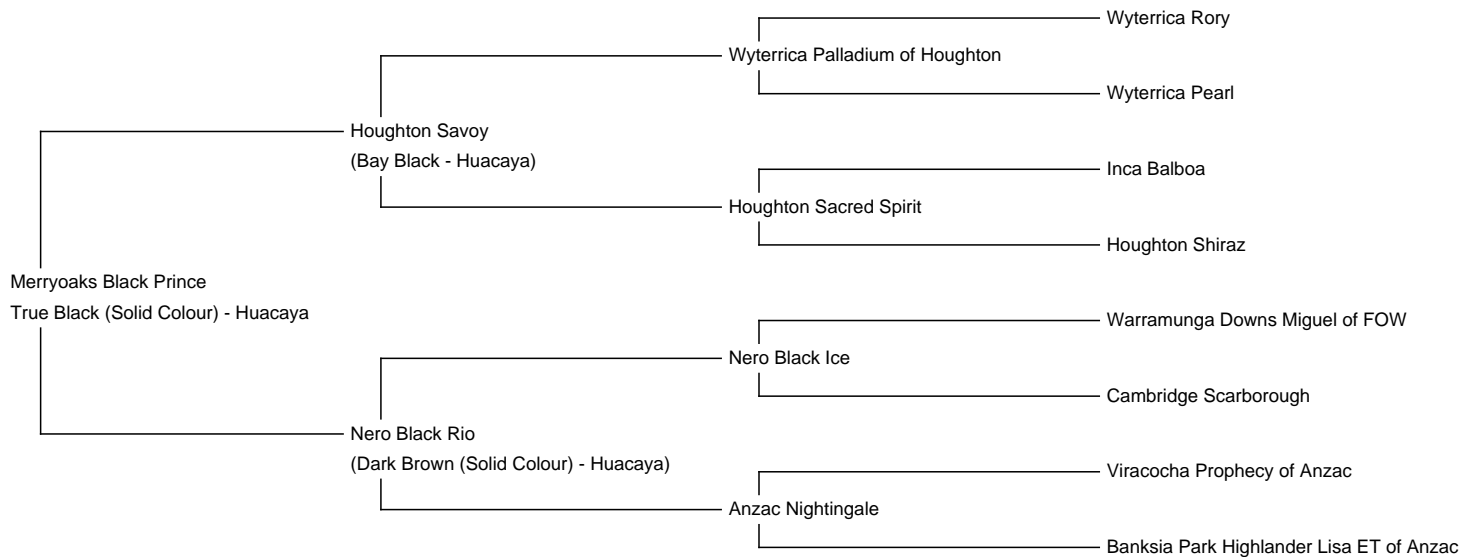 Wyterrica Rory
Wyterrica Palladium of Houghton
Wyterrica Pearl
Houghton Savoy
(Bay Black - Huacaya)
Inca Balboa
Houghton Sacred Spirit
Houghton Shiraz
Merryoaks Black Prince
True Black (Solid Colour) - Huacaya
Warramunga Downs Miguel of FOW
Nero Black Ice
Cambridge Scarborough
Nero Black Rio
(Dark Brown (Solid Colour) - Huacaya)
Viracocha Prophecy of Anzac
Anzac Nightingale
Banksia Park Highlander Lisa ET of Anzac